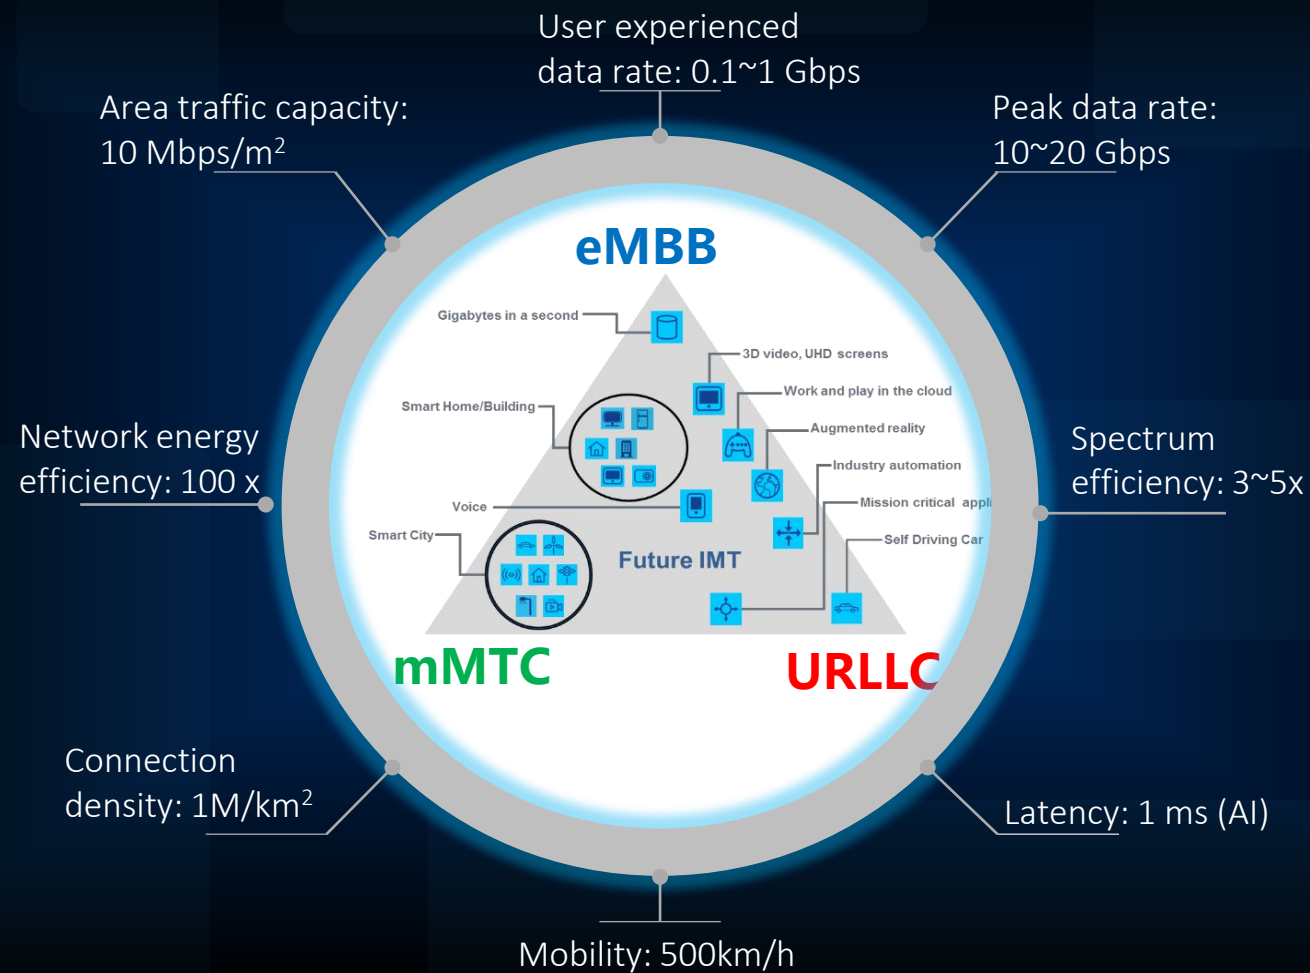 User experienced
data rate: 0.1~1 Gbps
Area traffic capacity:
10 Mbps/m²
Peak data rate:
10~20 Gbps
eMBB
Gigabytes in a second
3D video, UHD screens
Work and play in the cloud
Smart Home/Building
Augmented reality
Network energy
efficiency: 100 x
Spectrum
efficiency: 3~5x
Industry automation
Voice
Mission critical appli
Smart City
Self Driving Car
Future IMT
mMTC
URLLC
Connection
density: 1M/km²
Latency: 1 ms (AI)
Mobility: 500km/h